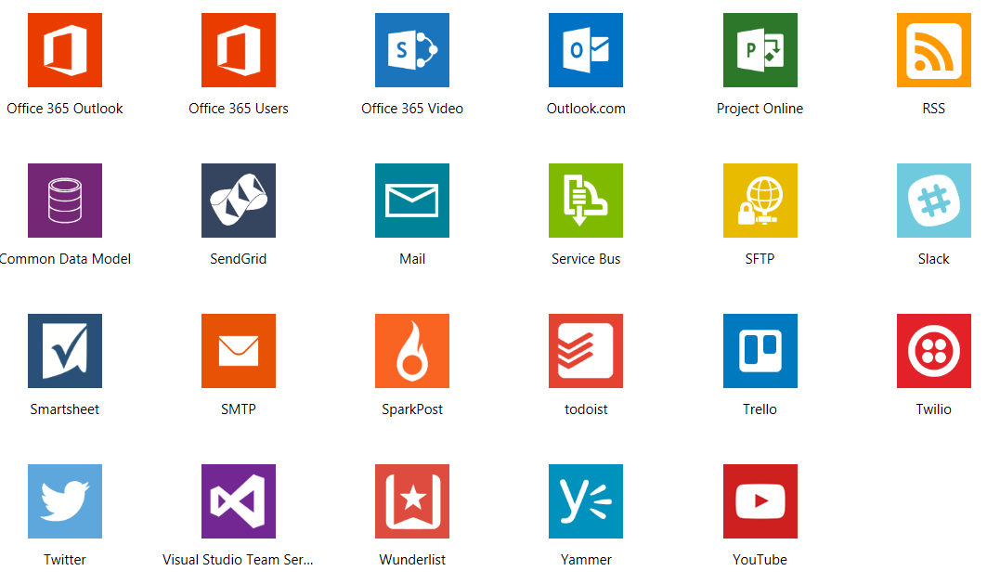 Office 365 Outlook
Office 365 Users
S
Office 365 Video
O
Outlook.com
P
Project Online
RSS
Common Data Model
SendGrid
Mail
Service Bus
SFTP
Slack
Smartsheet
SMTP
SparkPost
todoist
Trello
Twilio
Twitter
Visual Studio Team Ser...
Wunderlist
Yammer
YouTube